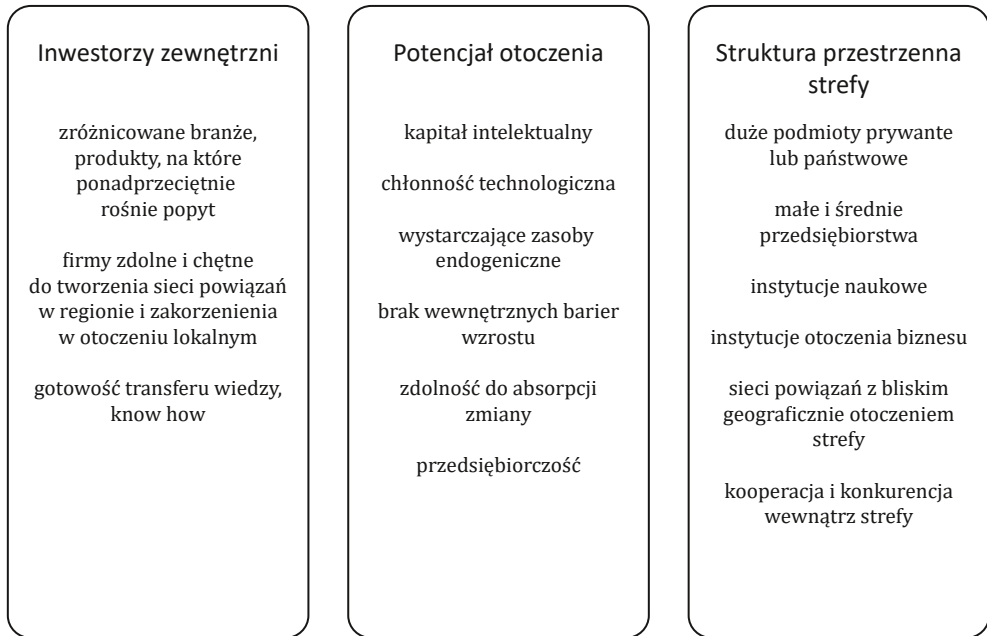 Inwestorzy zewnętrzni
zróżnicowane branże,
produkty, na które
ponadprzeciętnie
rośnie popyt
firmy zdolne i chętne
do tworzenia sieci powiązań
w regionie i zakorzenienia
w otoczeniu lokalnym
gotowość transferu wiedzy,
know how
Potencjał otoczenia
kapitał intelektualny
chłonność technologiczna
wystarczające zasoby
endogeniczne
brak wewnętrznych barier
wzrostu
zdolność do absorpcji
zmiany
przedsiębiorczość
Struktura przestrzenna
strefy
duże podmioty prywante
lub państwowe
małe i średnie
przedsiębiorstwa
instytucje naukowe
instytucje otoczenia biznesu
sieci powiązań z bliskim
geograficznie otoczeniem
strefy
kooperacja i konkurencja
wewnątrz strefy